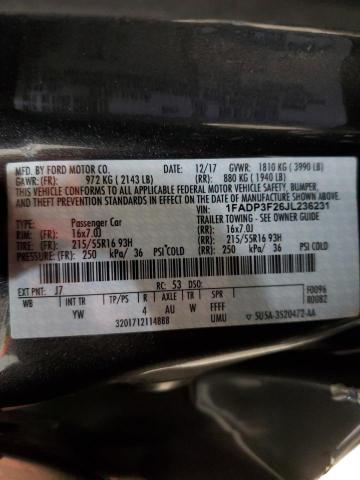 MFD. BY FORD MOTOR CO. DATE: 12/17 GVWR: 1810 KG ( 3990 LB)
GAWR:(FR): 972 KG ( 2143 LB) (RR): 880 KG ( 1940 LB)
THIS VEHICLE CONFORMS TO ALL APPLICABLE FEDERAL MOTOR VEHICLE SAFETY, BUMPER,
AND THEFT PREVENTION STANDARDS IN EFFECT ON THE DATE OF MANUFACTURE SHOWN ABOVE.
VIN: 1FADP3F26JL236231
TYPE: Passenger Car TRAILER TOWING - SEE OWNER GUIDE
RIM: (FR): 16x7.0J (RR): 16x7.0J
TIRE: (FR): 215/55R16 93H (RR): 215/55R16 93H
PRESSURE:(FR): 250 kPa/ 36 PSI COLD (RR): 250 kPa/ 36 PSI COLD
EXT PNT: J7 RC: 53 DSO: F0096
WB INT TR TP/PS R AXLE TR SPR R0082
YW 4 AU W FFFF
3201712114888 UMU 5U5A-3520472-AA